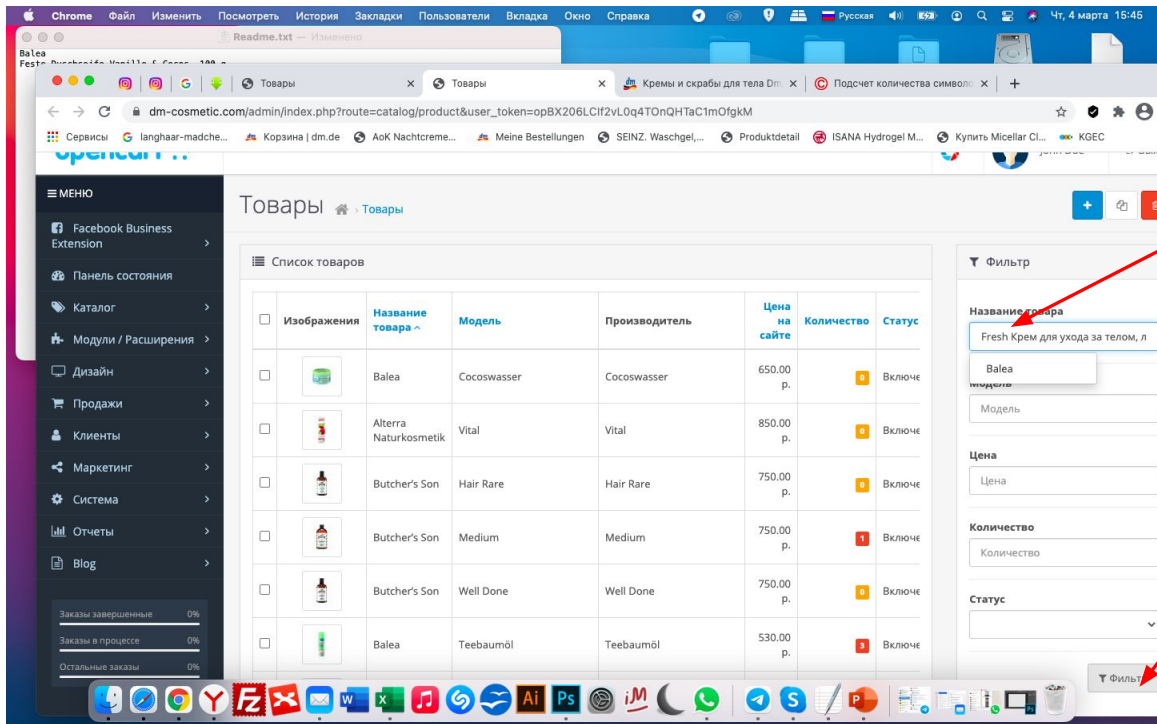 Chrome Файл Изменить Посмотреть История Закладки Пользователи Вкладка Окно Справка Русская Чт, 4 марта 15:45
Readme.txt — Изменено
Balea
Feste Duschseife Vanille & Cocos, 100 g
Товары Товары Кремы и скрабы для тела Dm Подсчет количества символо
dm-cosmetic.com/admin/index.php?route=catalog/product&user_token=opBX206LCIf2vL0q4TOnQHTaC1mOfgkM
Сервисы langhaar-madche... Корзина | dm.de AoK Nachtcreme... Meine Bestellungen SEINZ. Waschgel,... Produktdetail ISANA Hydrogel M... Купить Micellar Cl... KGEC
opencart
МЕНЮ
Facebook Business
Extension
Панель состояния
Каталог
Модули / Расширения
Дизайн
Продажи
Клиенты
Маркетинг
Система
Отчеты
Blog
Заказы завершенные 0%
Заказы в процессе 0%
Остальные заказы 0%
Товары › Товары
Список товаров
Изображения Название товара Модель Производитель Цена на сайте Количество Статус
Balea Cocoswasser Cocoswasser 650.00 р. 0 Включе
Alterra Naturkosmetik Vital Vital 850.00 р. 0 Включе
Butcher's Son Hair Rare Hair Rare 750.00 р. 0 Включе
Butcher's Son Medium Medium 750.00 р. 1 Включе
Butcher's Son Well Done Well Done 750.00 р. 0 Включе
Balea Teebaumöl Teebaumöl 530.00 р. 3 Включе
Фильтр
Название товара
Fresh Крем для ухода за телом, л
Balea
Модель
Модель
Цена
Цена
Количество
Количество
Статус
Фильт